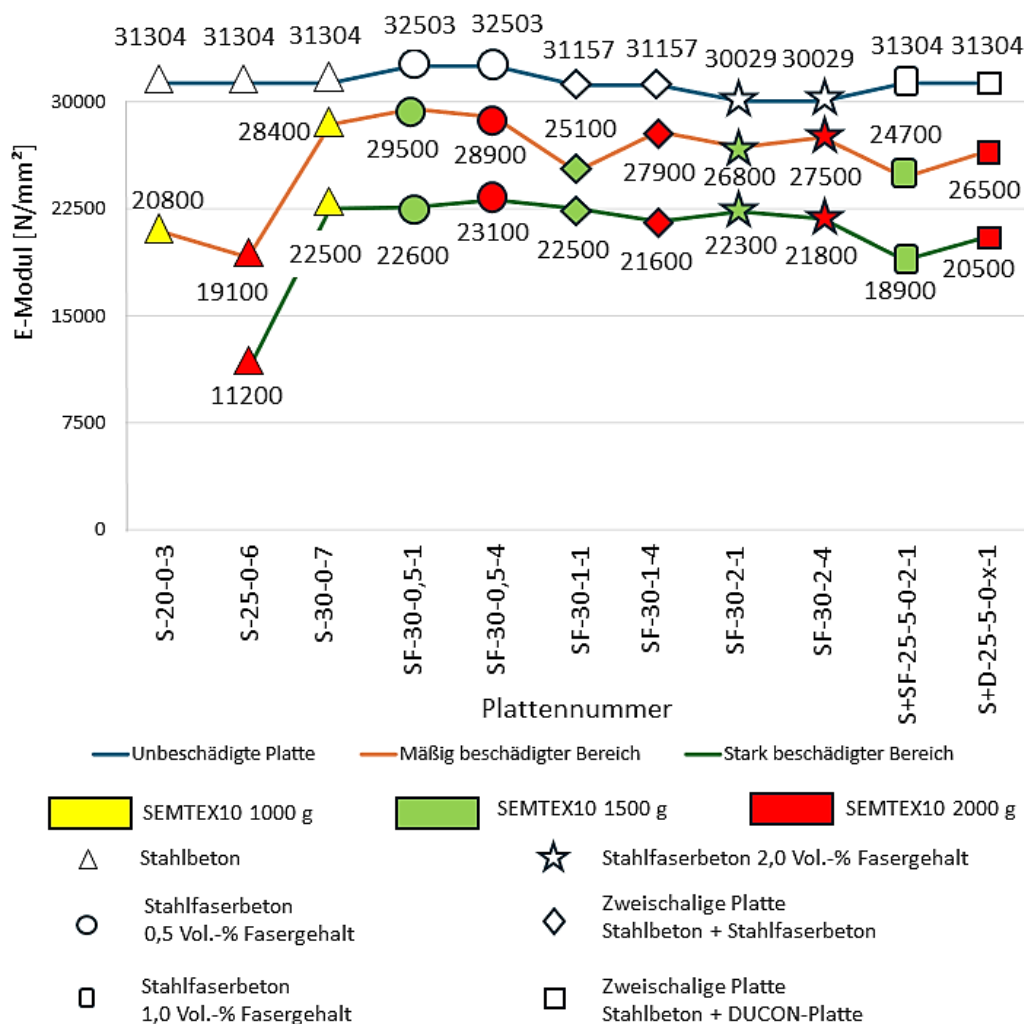 31304 31304 31304 32503 32503 31157 31157 30029 30029 31304 31304
E-Modul [N/mm²]
30000
22500
15000
7500
0
20800 19100 28400 29500 28900 25100 27900 26800 27500 24700 26500
11200 22500 22600 23100 22500 21600 22300 21800 18900 20500
S-20-0-3
S-25-0-6
S-30-0-7
SF-30-0,5-1
SF-30-0,5-4
SF-30-1-1
SF-30-1-4
SF-30-2-1
SF-30-2-4
S+SF-25-5-0-2-1
S+D-25-5-0-x-1
Plattennummer
Unbeschädigte Platte Mäßig beschädigter Bereich Stark beschädigter Bereich
SEMTEX10 1000 g SEMTEX10 1500 g SEMTEX10 2000 g
Stahlbeton Stahlfaserbeton 2,0 Vol.-% Fasergehalt
Stahlfaserbeton
0,5 Vol.-% Fasergehalt
Zweischalige Platte
Stahlbeton + Stahlfaserbeton
Stahlfaserbeton
1,0 Vol.-% Fasergehalt
Zweischalige Platte
Stahlbeton + DUCON-Platte